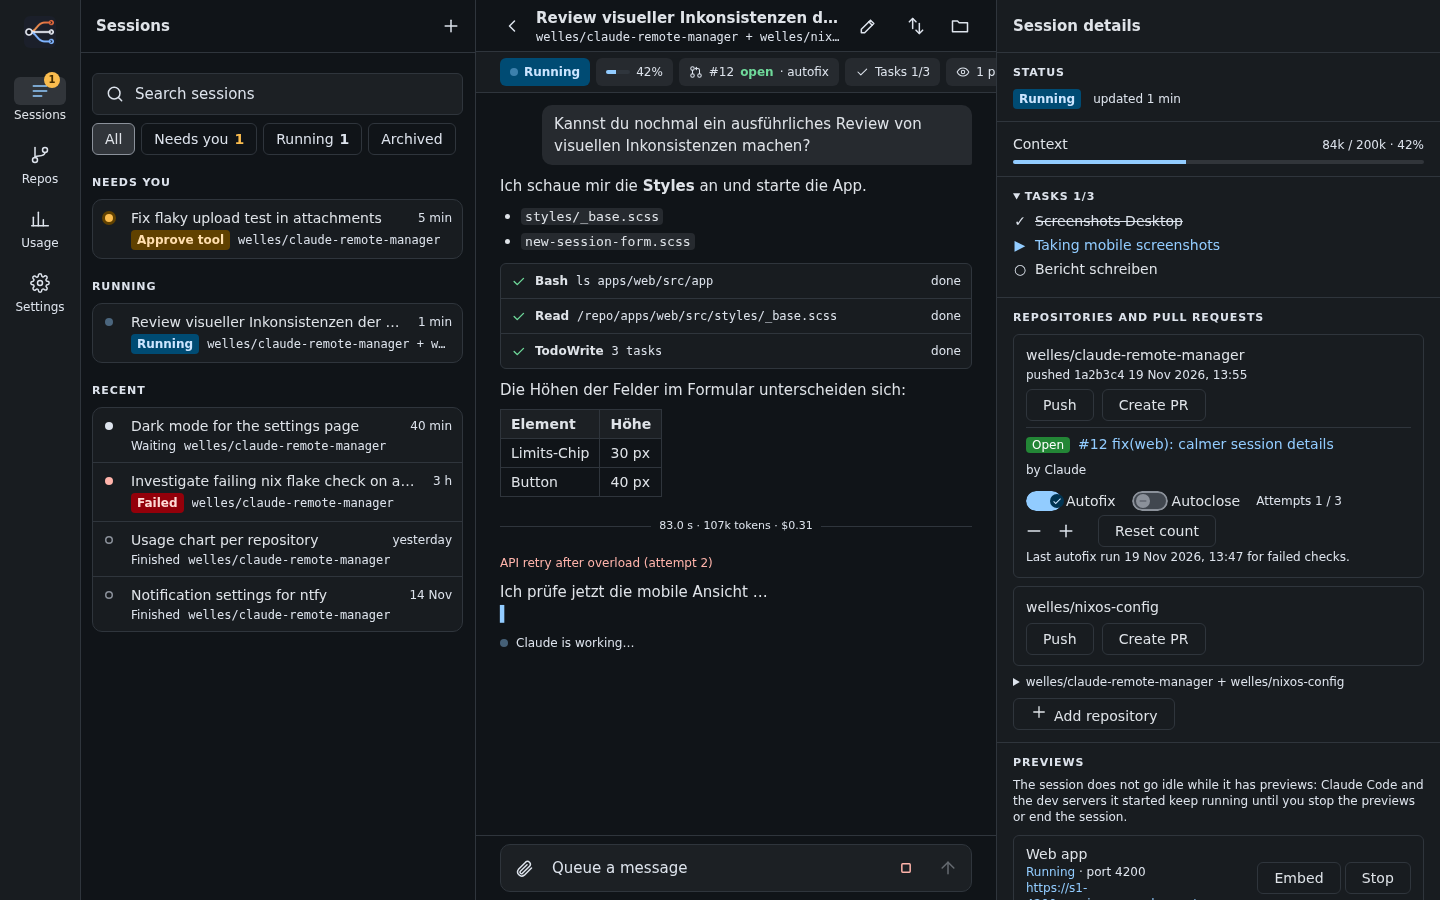 1
Sessions
Repos
Usage
Settings
Sessions
Search sessions
All
Needs you 1
Running 1
Archived
NEEDS YOU
Fix flaky upload test in attachments 5 min
Approve tool welles/claude-remote-manager
RUNNING
Review visueller Inkonsistenzen der … 1 min
Running welles/claude-remote-manager + w…
RECENT
Dark mode for the settings page 40 min
Waiting welles/claude-remote-manager
Investigate failing nix flake check on a… 3 h
Failed welles/claude-remote-manager
Usage chart per repository yesterday
Finished welles/claude-remote-manager
Notification settings for ntfy 14 Nov
Finished welles/claude-remote-manager
Review visueller Inkonsistenzen d…
welles/claude-remote-manager + welles/nix…
Running 42% #12 open · autofix Tasks 1/3 1 p
Kannst du nochmal ein ausführliches Review von
visuellen Inkonsistenzen machen?
Ich schaue mir die Styles an und starte die App.
• styles/_base.scss
• new-session-form.scss
Bash ls apps/web/src/app done
Read /repo/apps/web/src/styles/_base.scss done
TodoWrite 3 tasks done
Die Höhen der Felder im Formular unterscheiden sich:
Element Höhe
Limits-Chip 30 px
Button 40 px
83.0 s · 107k tokens · $0.31
API retry after overload (attempt 2)
Ich prüfe jetzt die mobile Ansicht …
Claude is working…
Queue a message
Session details
STATUS
Running updated 1 min
Context 84k / 200k · 42%
TASKS 1/3
Screenshots Desktop
Taking mobile screenshots
Bericht schreiben
REPOSITORIES AND PULL REQUESTS
welles/claude-remote-manager
pushed 1a2b3c4 19 Nov 2026, 13:55
Push Create PR
Open #12 fix(web): calmer session details
by Claude
Autofix Autoclose Attempts 1 / 3
Reset count
Last autofix run 19 Nov 2026, 13:47 for failed checks.
welles/nixos-config
Push Create PR
welles/claude-remote-manager + welles/nixos-config
Add repository
PREVIEWS
The session does not go idle while it has previews: Claude Code and
the dev servers it started keep running until you stop the previews
or end the session.
Web app
Running · port 4200
https://s1-
Embed Stop